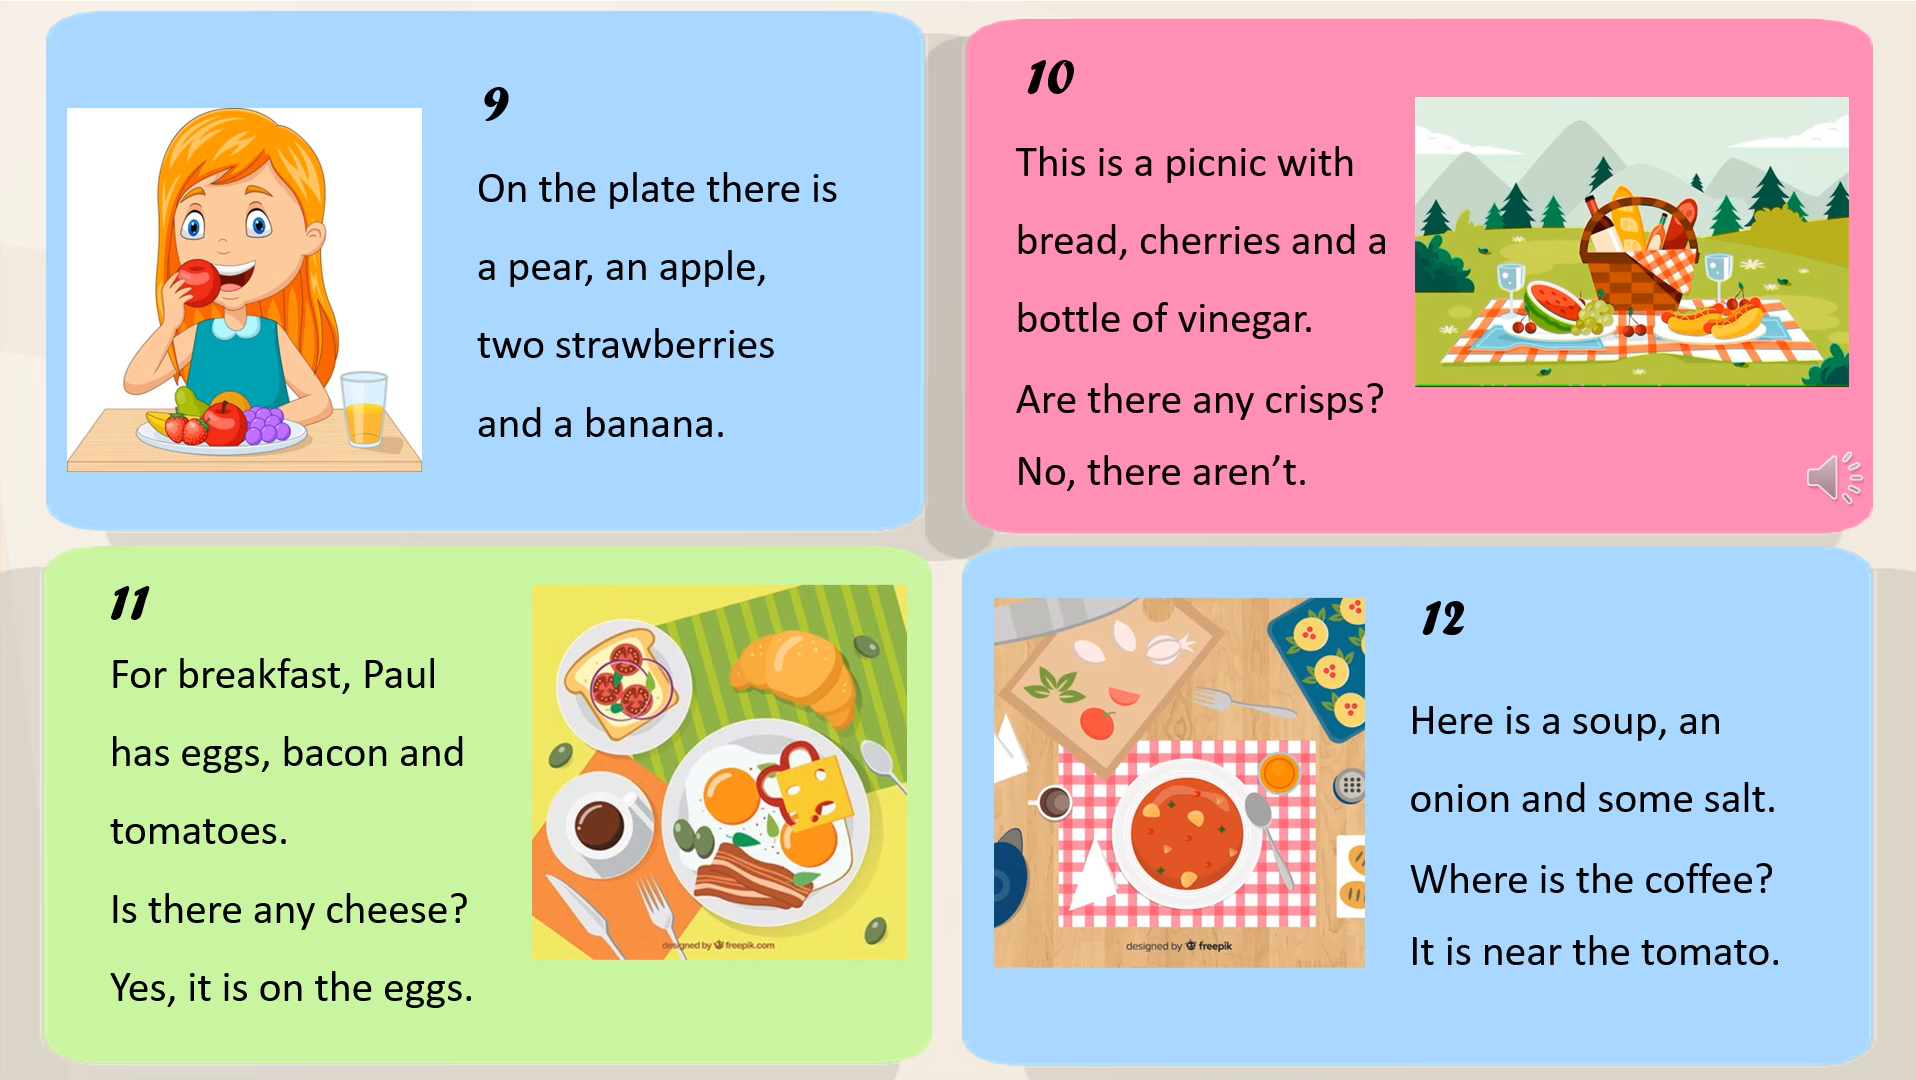 9
On the plate there is
a pear, an apple,
two strawberries
and a banana.
10
This is a picnic with
bread, cherries and a
bottle of vinegar.
Are there any crisps?
No, there aren’t.
11
For breakfast, Paul
has eggs, bacon and
tomatoes.
Is there any cheese?
Yes, it is on the eggs.
designed by freepik.com
12
Here is a soup, an
onion and some salt.
Where is the coffee?
It is near the tomato.
designed by freepik